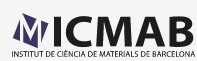 ICMAB
INSTITUT DE CIÈNCIA DE MATERIALS DE BARCELONA